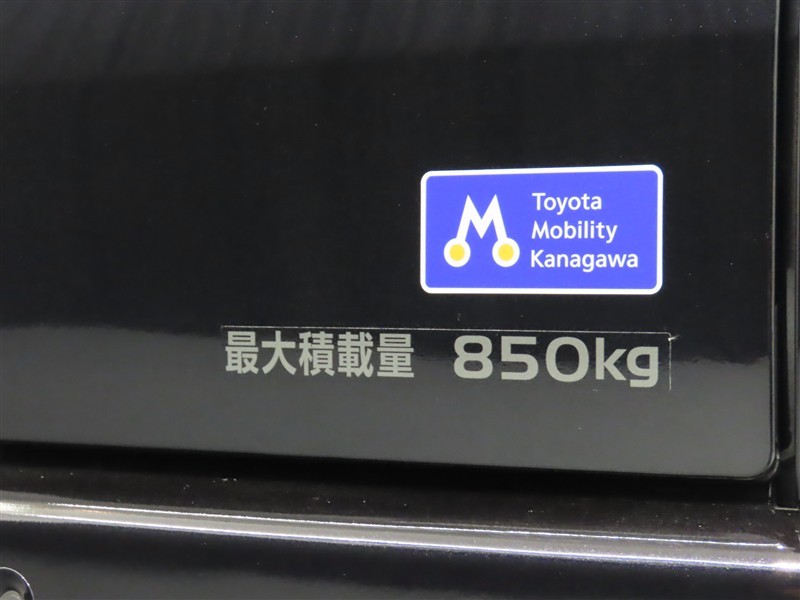 Toyota
Mobility
Kanagawa
最大積載量 850kg